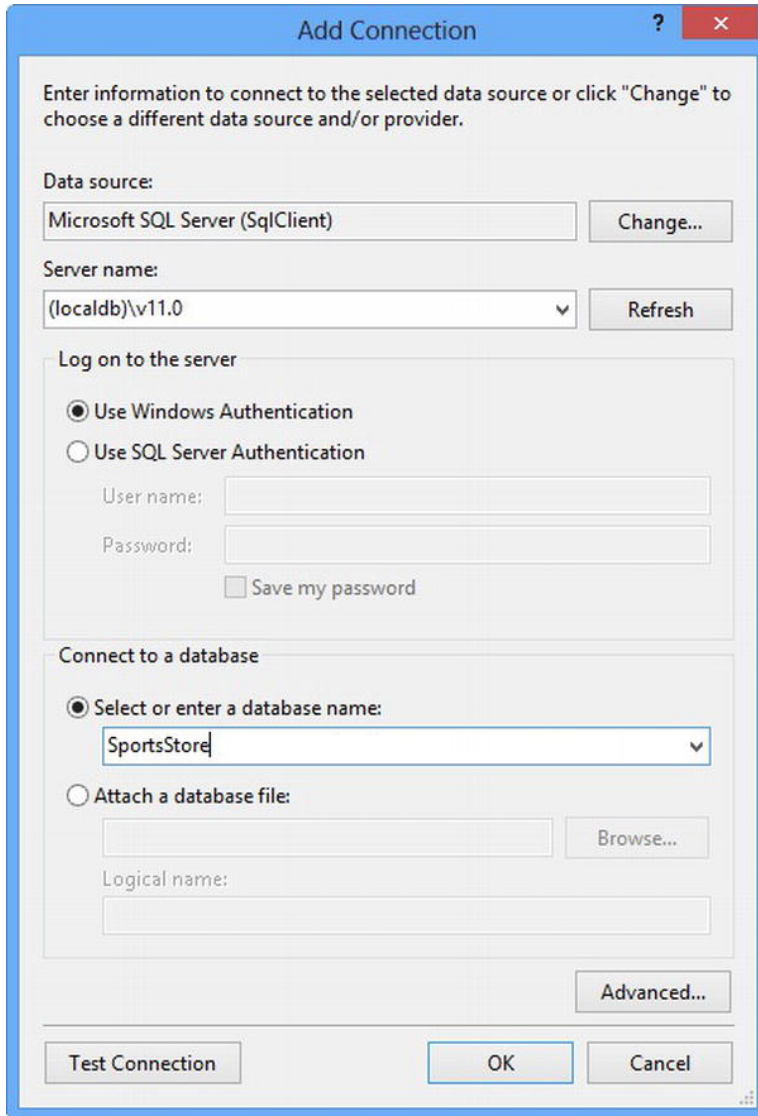 Add Connection
?
Enter information to connect to the selected data source or click "Change" to
choose a different data source and/or provider.
Data source:
Microsoft SQL Server (SqlClient)
Change...
Server name:
(localdb)\v11.0
Refresh
Log on to the server
Use Windows Authentication
Use SQL Server Authentication
User name:
Password:
Save my password
Connect to a database
Select or enter a database name:
SportsStore
Attach a database file:
Browse...
Logical name:
Advanced...
Test Connection
OK
Cancel